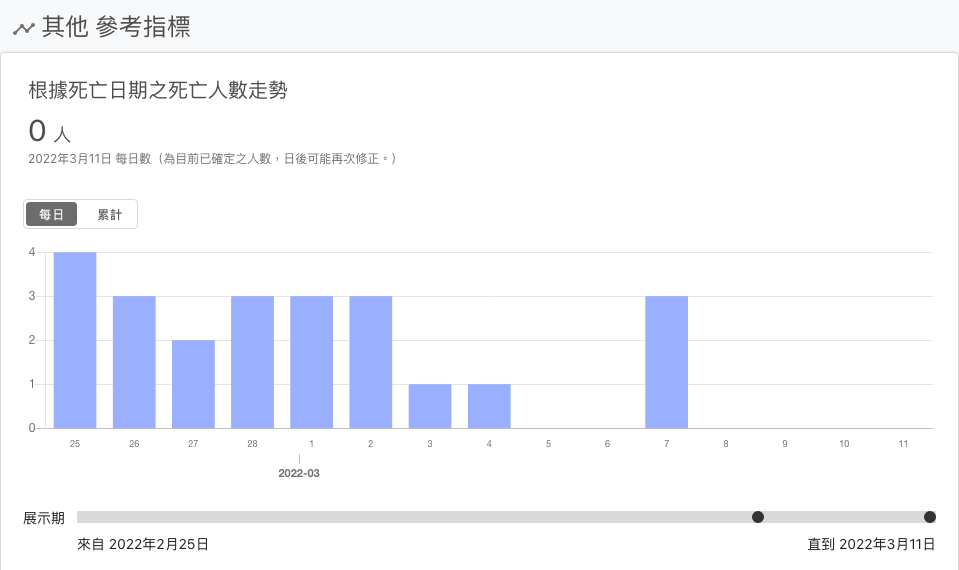 其他 參考指標
根據死亡日期之死亡人數走勢
0 人
2022年3月11日 每日數（為目前已確定之人數，日後可能再次修正。）
每日 累計
4
3
2
1
0
25 26 27 28 1 2 3 4 5 6 7 8 9 10 11
2022-03
展示期
來自 2022年2月25日 直到 2022年3月11日